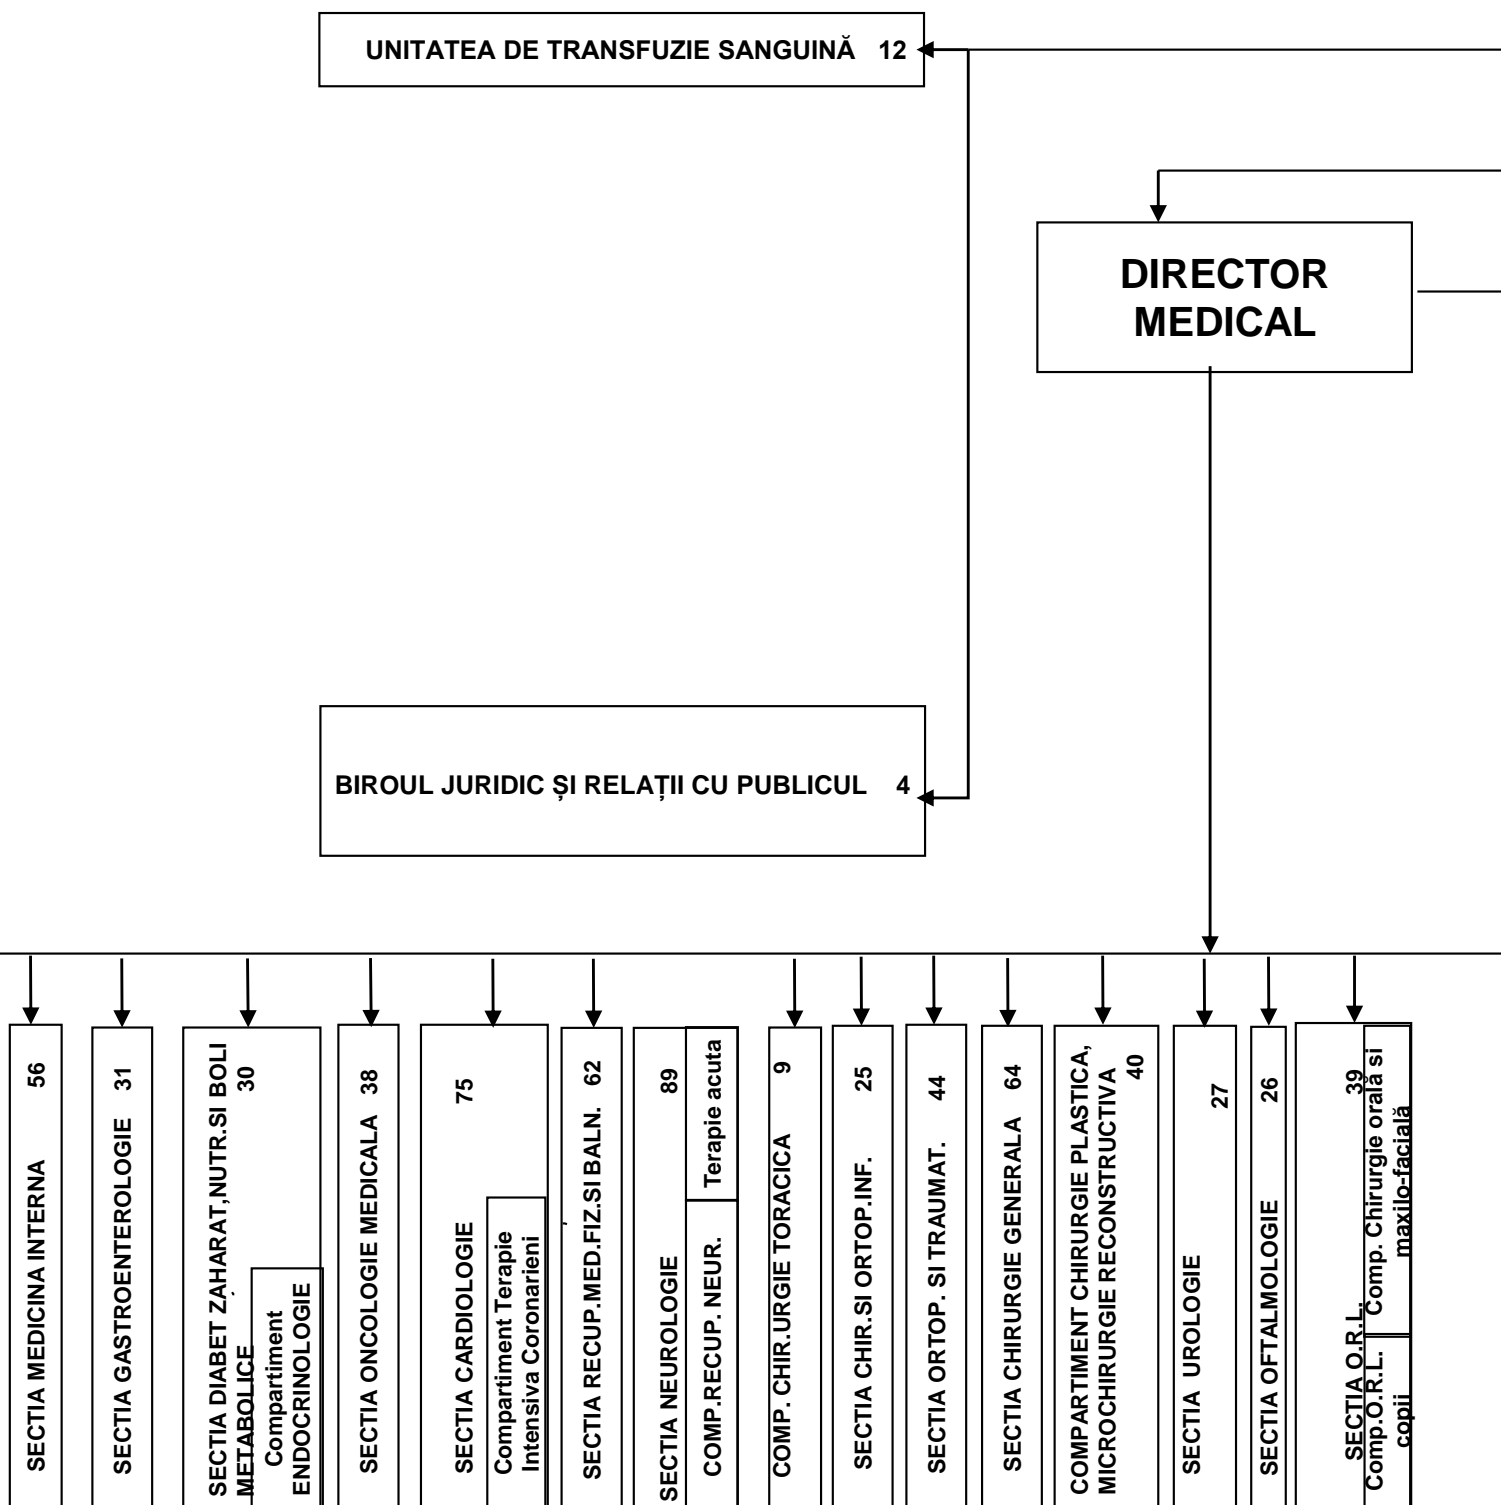 UNITATEA DE TRANSFUZIE SANGUINĂ 12
DIRECTOR
MEDICAL
BIROUL JURIDIC ȘI RELAȚII CU PUBLICUL 4
SECTIA MEDICINA INTERNA 56
SECTIA GASTROENTEROLOGIE 31
SECTIA DIABET ZAHARAT,NUTR.SI BOLI
METABOLICE 30
Compartiment
ENDOCRINOLOGIE
SECTIA ONCOLOGIE MEDICALA 38
SECTIA CARDIOLOGIE 75
Compartiment Terapie
Intensiva Coronarieni
SECTIA RECUP.MED.FIZ.SI BALN. 62
SECTIA NEUROLOGIE 89
Terapie acuta
COMP.RECUP. NEUR.
COMP. CHIR.URGIE TORACICA 9
SECTIA CHIR.SI ORTOP.INF. 25
SECTIA ORTOP. SI TRAUMAT. 44
SECTIA CHIRURGIE GENERALA 64
COMPARTIMENT CHIRURGIE PLASTICA,
MICROCHIRURGIE RECONSTRUCTIVA
40
SECTIA UROLOGIE 27
SECTIA OFTALMOLOGIE 26
SECTIA O.R.L. 39
Comp. Chirurgie orală si
maxilo-facială
Comp.O.R.L.
copii